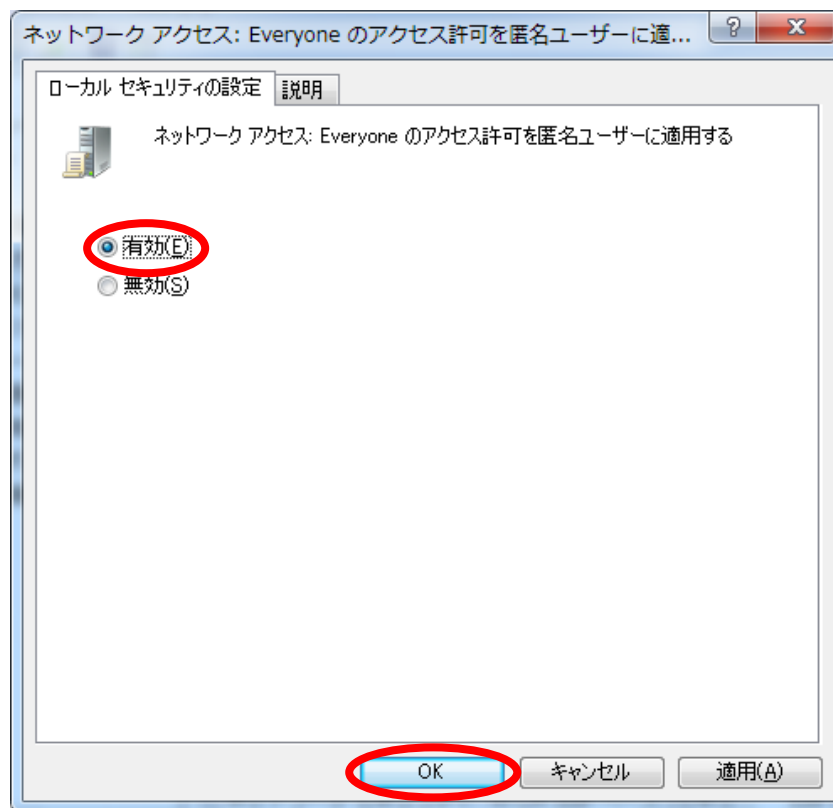 ネットワーク アクセス: Everyone のアクセス許可を匿名ユーザーに適...
ローカル セキュリティの設定 説明
ネットワーク アクセス: Everyone のアクセス許可を匿名ユーザーに適用する
有効(E)
無効(S)
OK キャンセル 適用(A)